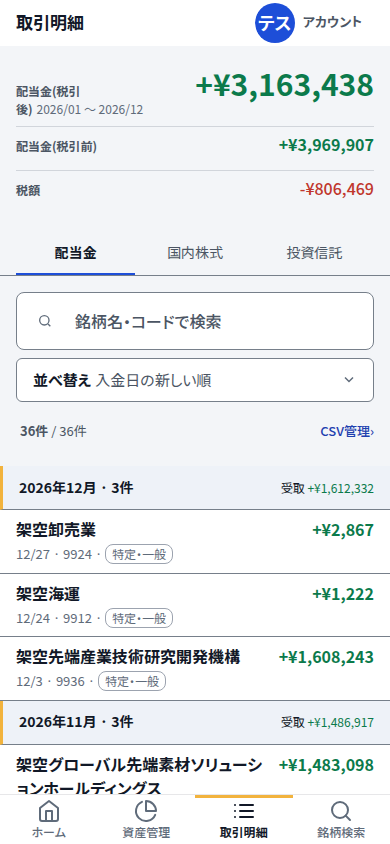 取引明細
テス アカウント
配当金(税引後) 2026/01 〜 2026/12 +¥3,163,438
配当金(税引前) +¥3,969,907
税額 -¥806,469
配当金 国内株式 投資信託
銘柄名・コードで検索
並べ替え 入金日の新しい順
36件 / 36件 CSV管理›
2026年12月・3件 受取 +¥1,612,332
架空卸売業 +¥2,867
12/27・9924・特定・一般
架空海運 +¥1,222
12/24・9912・特定・一般
架空先端産業技術研究開発機構 +¥1,608,243
12/3・9936・特定・一般
2026年11月・3件 受取 +¥1,486,917
架空グローバル先端素材ソリューシ +¥1,483,098
ョンホールディングス
ホーム 資産管理 取引明細 銘柄検索